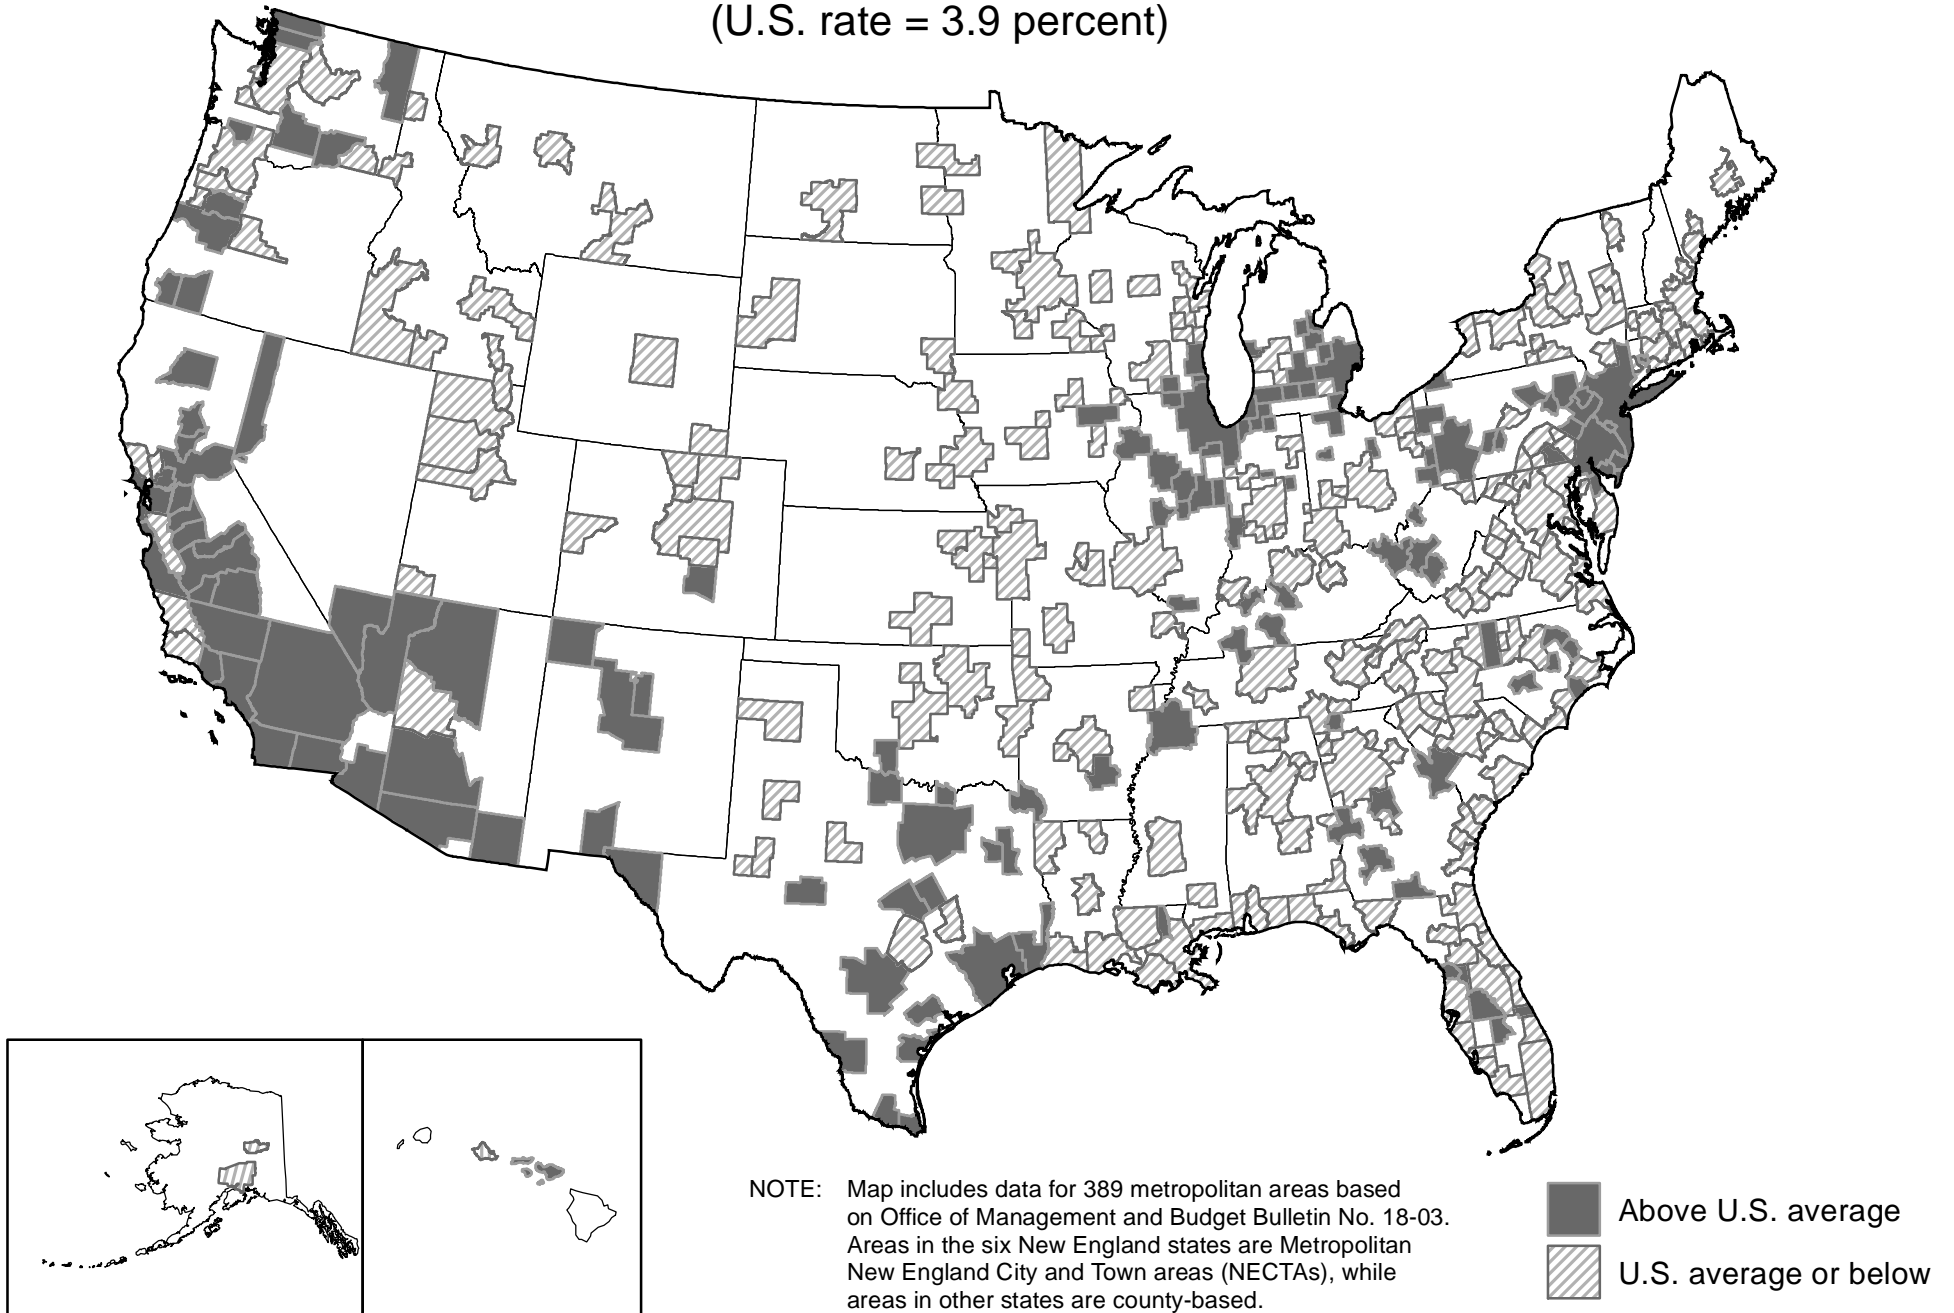 (U.S. rate = 3.9 percent)
NOTE: Map includes data for 389 metropolitan areas based
on Office of Management and Budget Bulletin No. 18-03.
Areas in the six New England states are Metropolitan
New England City and Town areas (NECTAs), while
areas in other states are county-based.
Above U.S. average
U.S. average or below